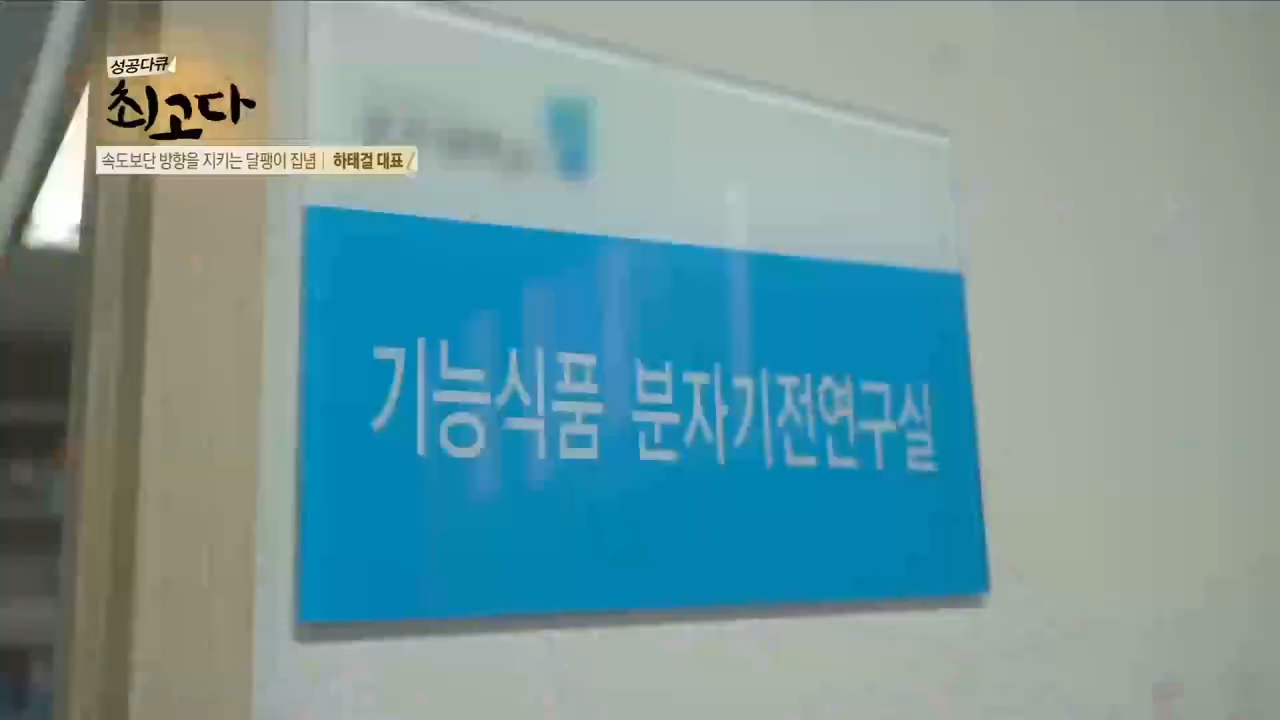 성공다큐
최고다
속도보단 방향을 지키는 달팽이 집념 | 하태걸 대표
기능식품 분자기전연구실